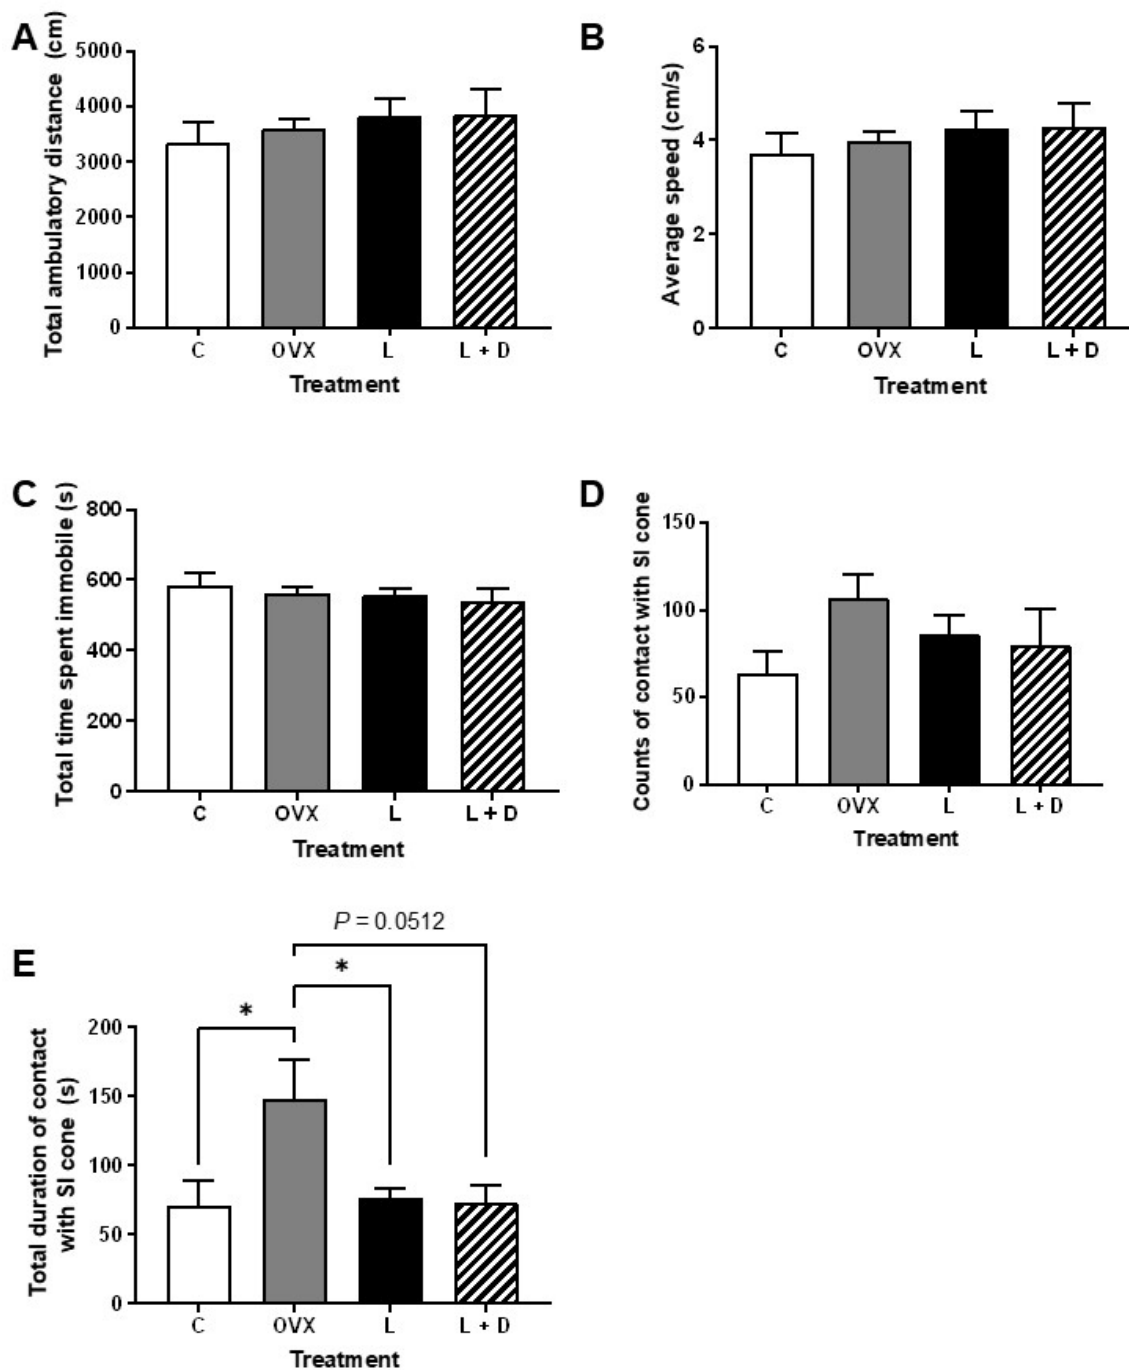 A
Total ambulatory distance (cm)
5000
4000
3000
2000
1000
0
C OVX L L + D
Treatment
B
Average speed (cm/s)
6
4
2
0
C OVX L L + D
Treatment
C
Total time spent immobile (s)
800
600
400
200
0
C OVX L L + D
Treatment
D
Counts of contact with SI cone
150
100
50
0
C OVX L L + D
Treatment
E
P = 0.0512
*
*
Total duration of contact
with SI cone (s)
200
150
100
50
0
C OVX L L + D
Treatment